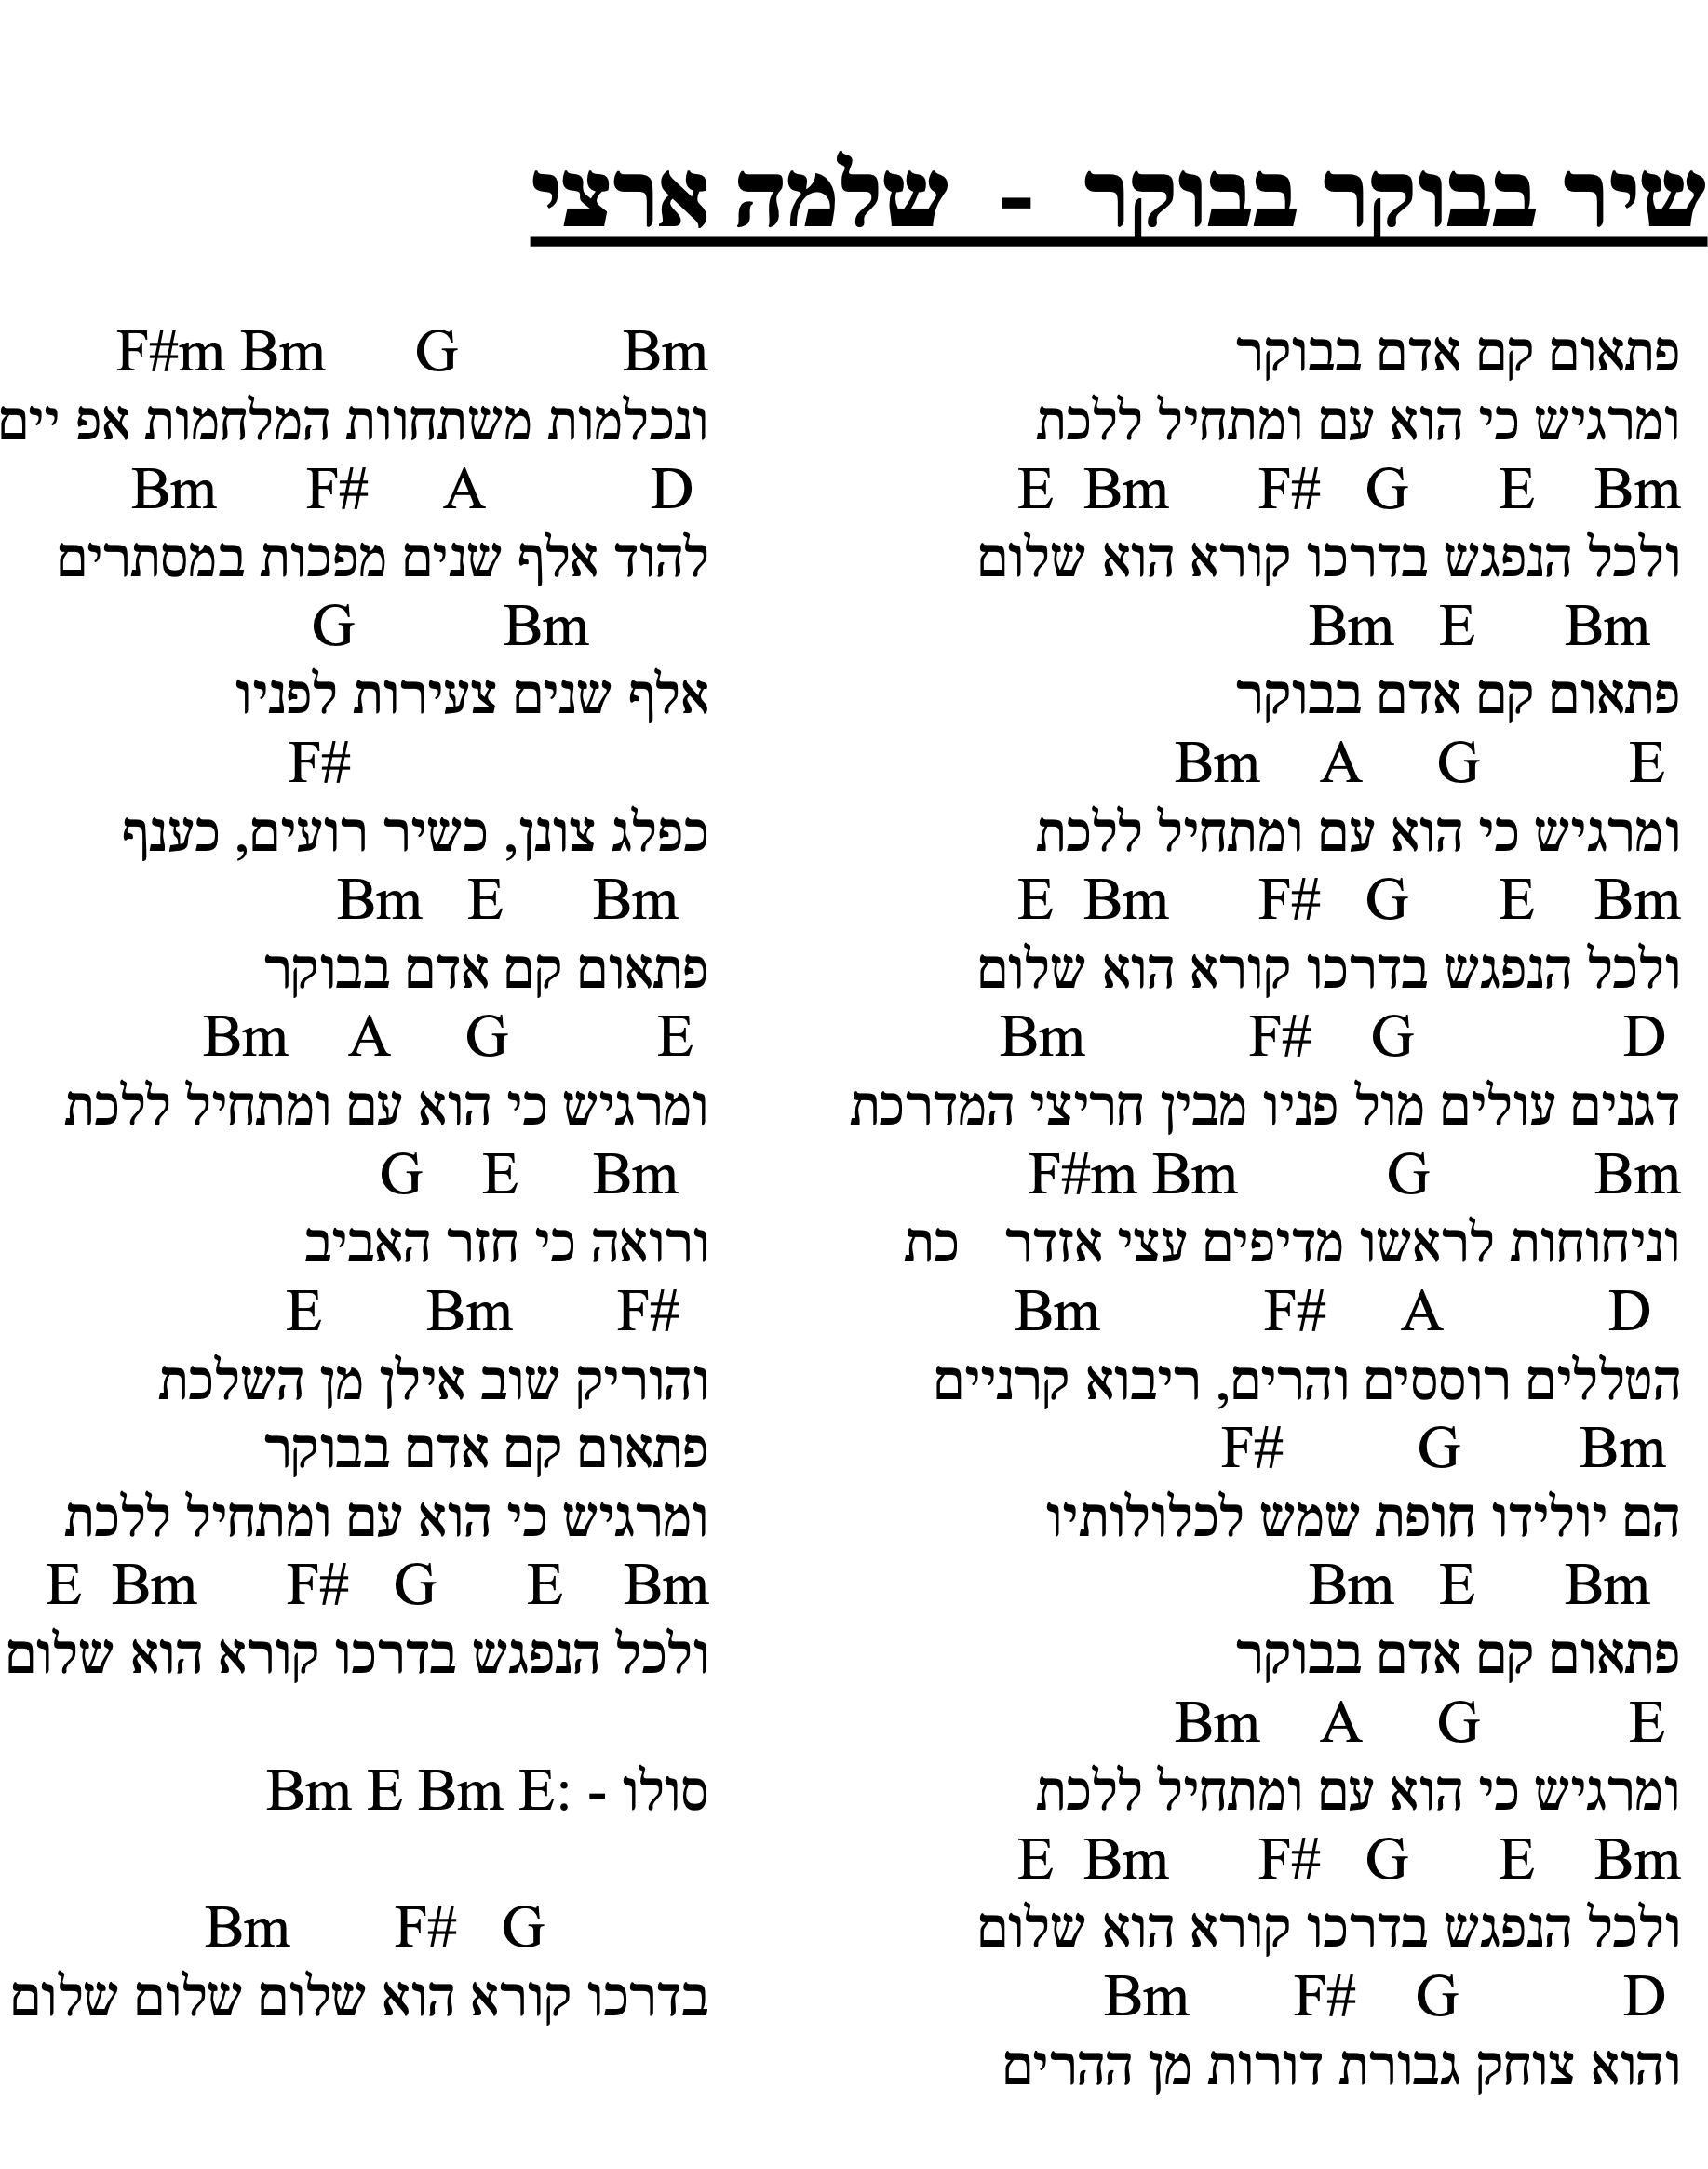 שיר בבוקר בבוקר - שלמה ארצי
פתאום קם אדם בבוקר
ומרגיש כי הוא עם ומתחיל ללכת
E Bm F# G E Bm
ולכל הנפגש בדרכו קורא הוא שלום
Bm E Bm
פתאום קם אדם בבוקר
Bm A G E
ומרגיש כי הוא עם ומתחיל ללכת
E Bm F# G E Bm
ולכל הנפגש בדרכו קורא הוא שלום
Bm F# G D
דגנים עולים מול פניו מבין חריצי המדרכת
F#m Bm G Bm
וניחוחות לראשו מדיפים עצי אזדר כת
Bm F# A D
הטללים רוססים והרים, ריבוא קרניים
F# G Bm
הם יולידו חופת שמש לכלולותיו
Bm E Bm
פתאום קם אדם בבוקר
Bm A G E
ומרגיש כי הוא עם ומתחיל ללכת
E Bm F# G E Bm
ולכל הנפגש בדרכו קורא הוא שלום
Bm F# G D
והוא צוחק גבורת דורות מן ההרים
F#m Bm G Bm
ונכלמות משתחוות המלחמות אפ יים
Bm F# A D
להוד אלף שנים מפכות במסתרים
G Bm
אלף שנים צעירות לפניו
F#
כפלג צונן, כשיר רועים, כענף
Bm E Bm
פתאום קם אדם בבוקר
Bm A G E
ומרגיש כי הוא עם ומתחיל ללכת
G E Bm
ורואה כי חזר האביב
E Bm F#
והוריק שוב אילן מן השלכת
פתאום קם אדם בבוקר
ומרגיש כי הוא עם ומתחיל ללכת
E Bm F# G E Bm
ולכל הנפגש בדרכו קורא הוא שלום
סולו - Bm E Bm E:
Bm F# G
בדרכו קורא הוא שלום שלום שלום